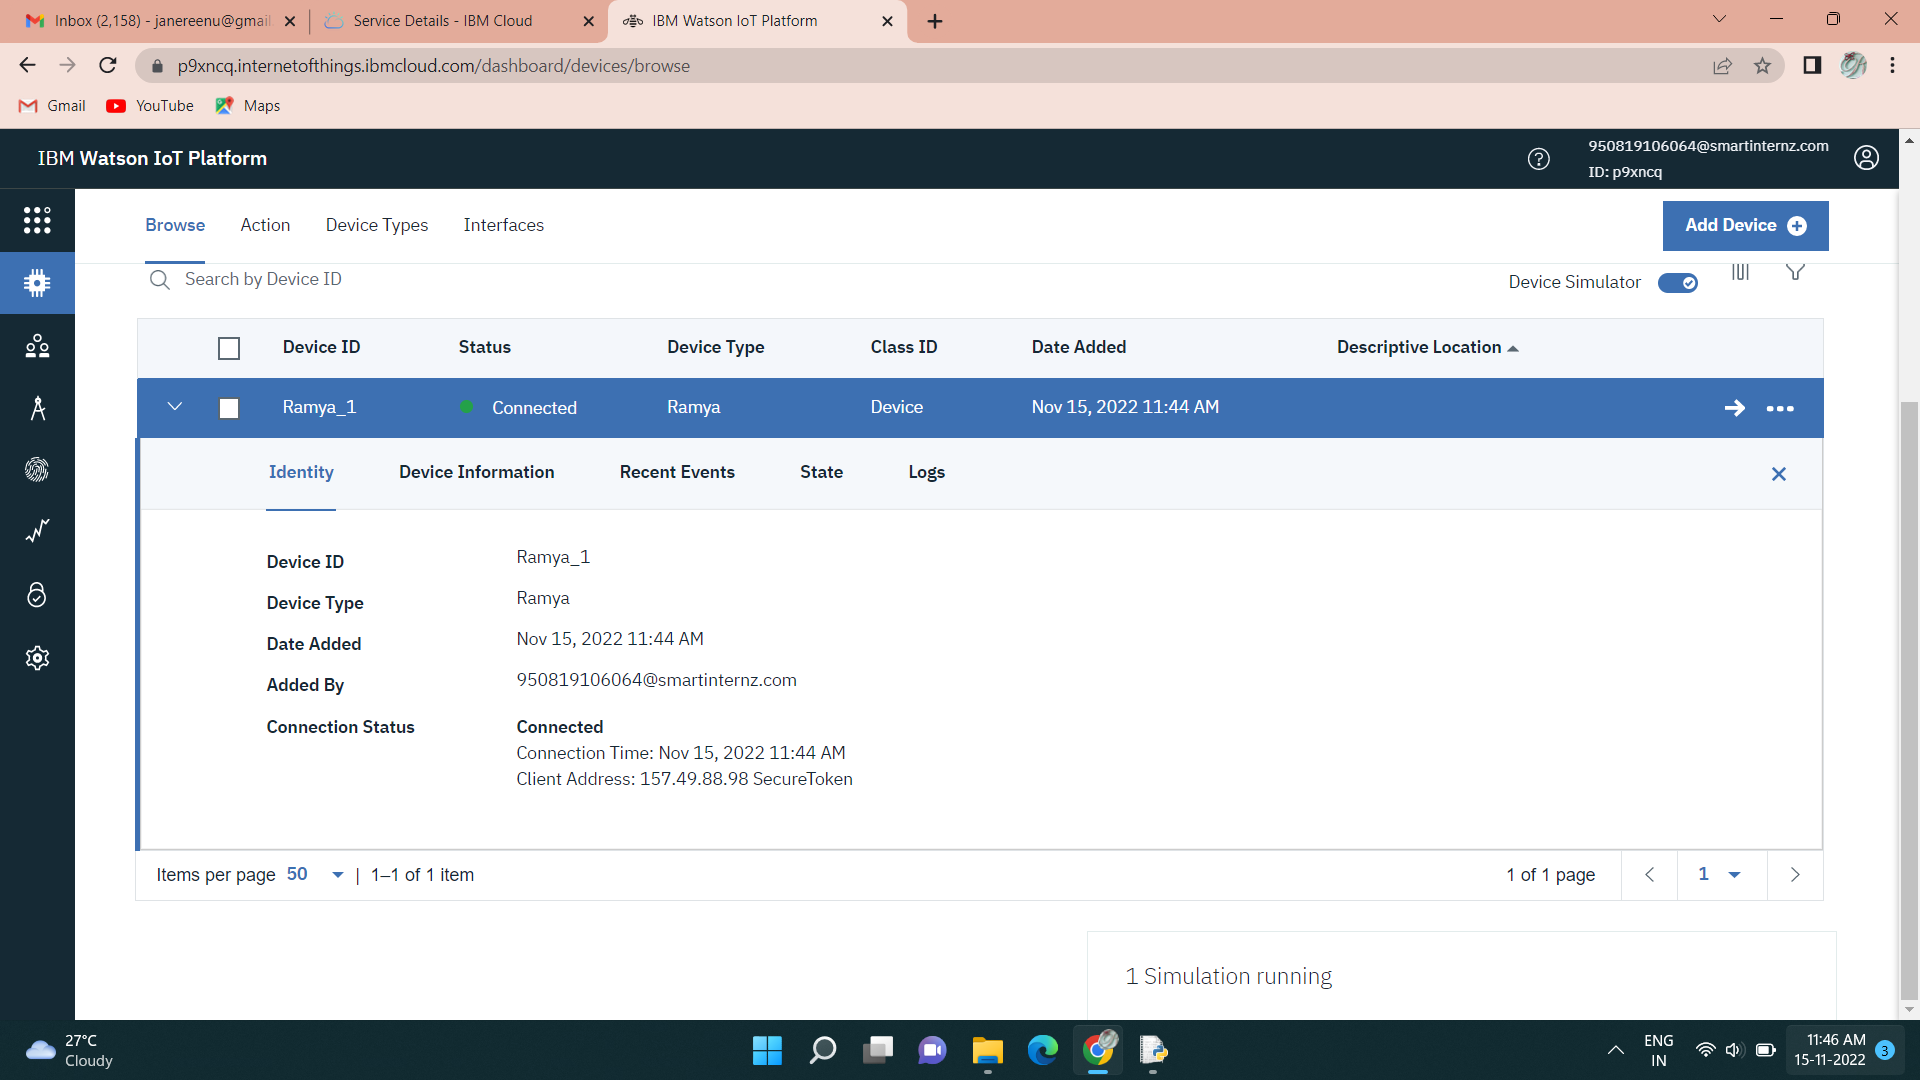 Inbox (2,158) - janereenu@gmail
Service Details - IBM Cloud
IBM Watson IoT Platform
p9xncq.internetofthings.ibmcloud.com/dashboard/devices/browse
Gmail YouTube Maps
IBM Watson IoT Platform
950819106064@smartinternz.com
ID: p9xncq
Browse Action Device Types Interfaces
Add Device
Search by Device ID
Device Simulator
Device ID Status Device Type Class ID Date Added Descriptive Location
Ramya_1 Connected Ramya Device Nov 15, 2022 11:44 AM
Identity Device Information Recent Events State Logs
Device ID Ramya_1
Device Type Ramya
Date Added Nov 15, 2022 11:44 AM
Added By 950819106064@smartinternz.com
Connection Status Connected
Connection Time: Nov 15, 2022 11:44 AM
Client Address: 157.49.88.98 SecureToken
Items per page 50 | 1–1 of 1 item
1 of 1 page 1
1 Simulation running
27°C
Cloudy
ENG
IN
11:46 AM
15-11-2022
3